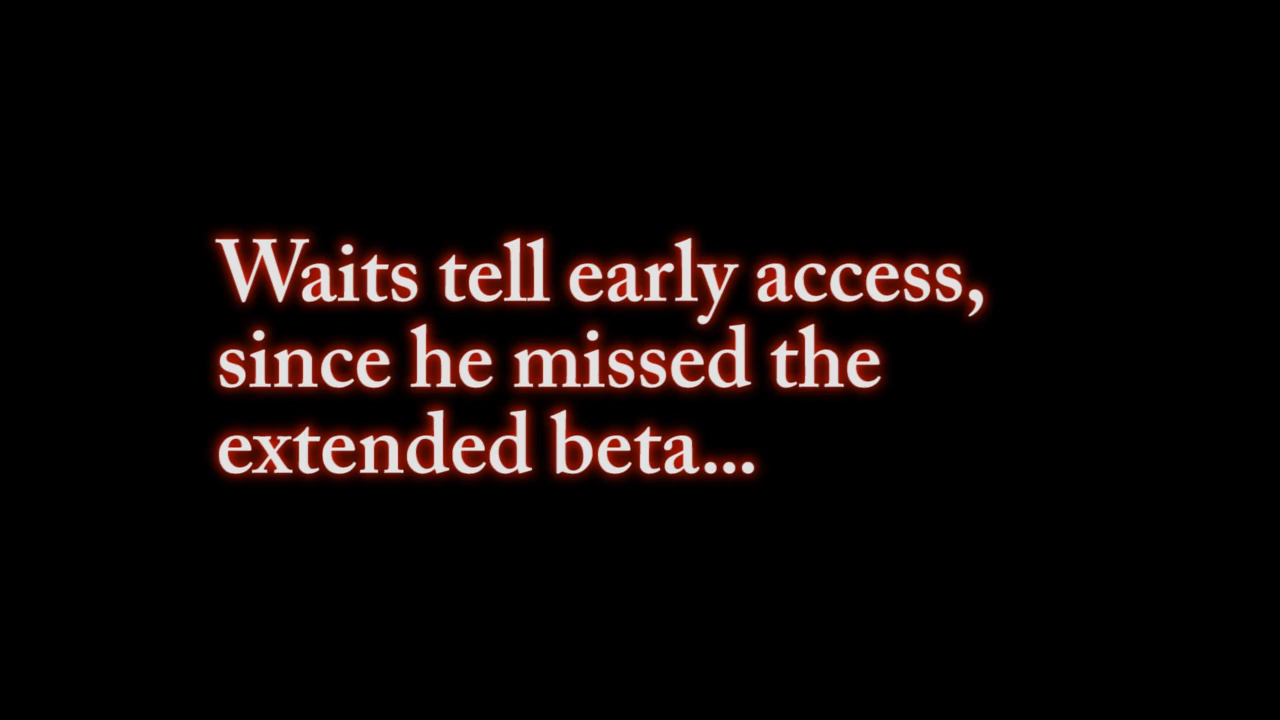 Waits tell early access,
since he missed the
extended beta...